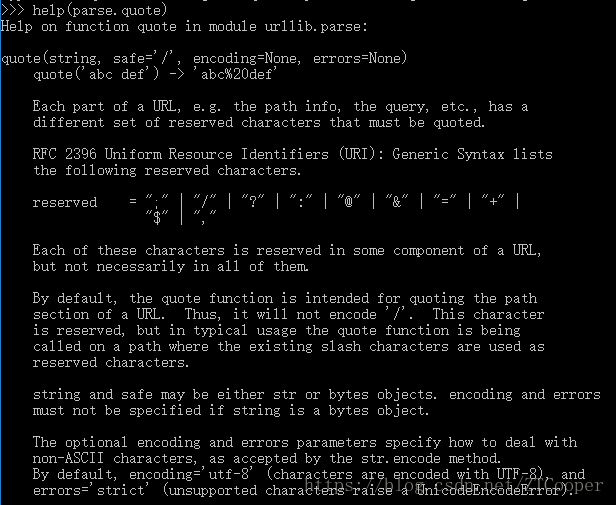 >>> help(parse.quote)
Help on function quote in module urllib.parse:
quote(string, safe='/', encoding=None, errors=None)
    quote('abc def') -> 'abc%20def'
    Each part of a URL, e.g. the path info, the query, etc., has a
    different set of reserved characters that must be quoted.
    RFC 2396 Uniform Resource Identifiers (URI): Generic Syntax lists
    the following reserved characters.
    reserved    = ";" | "/" | "?" | ":" | "@" | "&" | "=" | "+" |
                  "$" | ","
    Each of these characters is reserved in some component of a URL,
    but not necessarily in all of them.
    By default, the quote function is intended for quoting the path
    section of a URL.  Thus, it will not encode '/'.  This character
    is reserved, but in typical usage the quote function is being
    called on a path where the existing slash characters are used as
    reserved characters.
    string and safe may be either str or bytes objects. encoding and errors
    must not be specified if string is a bytes object.
    The optional encoding and errors parameters specify how to deal with
    non-ASCII characters, as accepted by the str.encode method.
    By default, encoding='utf-8' (characters are encoded with UTF-8), and
    errors='strict' (unsupported characters raise a UnicodeEncodeError).